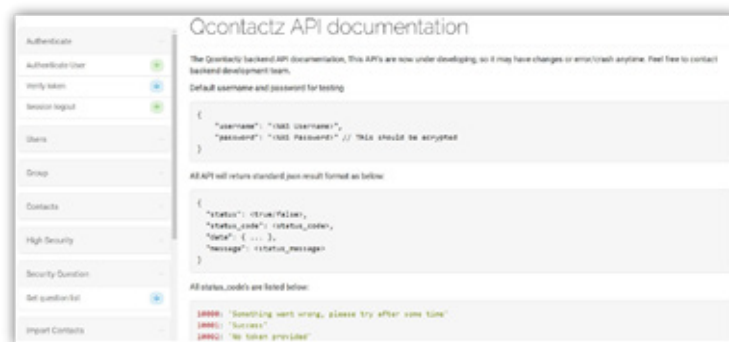 Qcontactz API documentation
Authenticate
Authenticate User
Verify token
Session logout
Users
Group
Contacts
High Security
Security Question
Get question list
Import Contacts
The Qcontactz backend API documentation, This API's are now under developing, so it may have changes or error/crash anytime. Feel free to contact
backend development team.
Default username and password for testing
{
"username": "<NAS Username>",
"password": "<NAS Password>" // This should be ecrypted
}
All API will return standard json result format as below:
{
"status": <true/false>,
"status_code": <status_code>,
"data": { ... },
"message": <status_message>
}
All status_code's are listed below:
10000: 'Something went wrong, please try after some time'
10001: 'Success'
10002: 'No token provided'